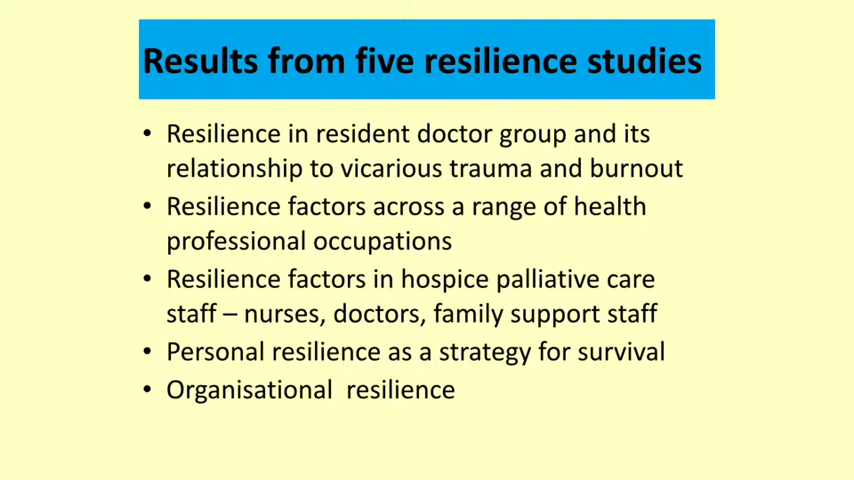 Results from five resilience studies
• Resilience in resident doctor group and its
relationship to vicarious trauma and burnout
• Resilience factors across a range of health
professional occupations
• Resilience factors in hospice palliative care
staff – nurses, doctors, family support staff
• Personal resilience as a strategy for survival
• Organisational  resilience